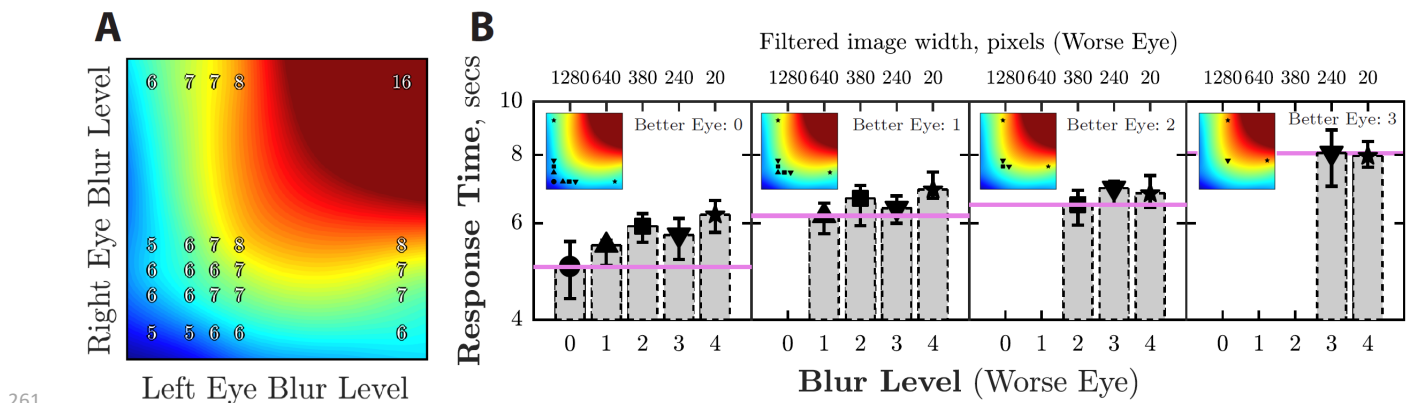 A
B
Filtered image width, pixels (Worse Eye)
1280 640 380 240 20 1280 640 380 240 20 1280 640 380 240 20 1280 640 380 240 20
Right Eye Blur Level
6 7 7 8 16
5 6 7 8 8
6 6 6 7 7
6 6 7 7 7
5 5 6 6 6
Left Eye Blur Level
Response Time, secs
10
8
6
4
Better Eye: 0
Better Eye: 1
Better Eye: 2
Better Eye: 3
0 1 2 3 4 0 1 2 3 4 0 1 2 3 4 0 1 2 3 4
Blur Level (Worse Eye)
261